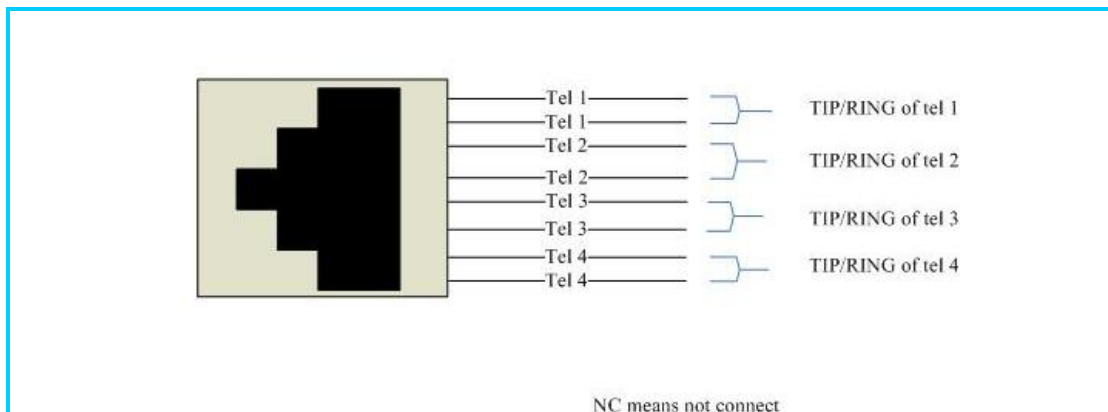 Tel 1
Tel 1
TIP/RING of tel 1
Tel 2
Tel 2
TIP/RING of tel 2
Tel 3
Tel 3
TIP/RING of tel 3
Tel 4
Tel 4
TIP/RING of tel 4
NC means not connect